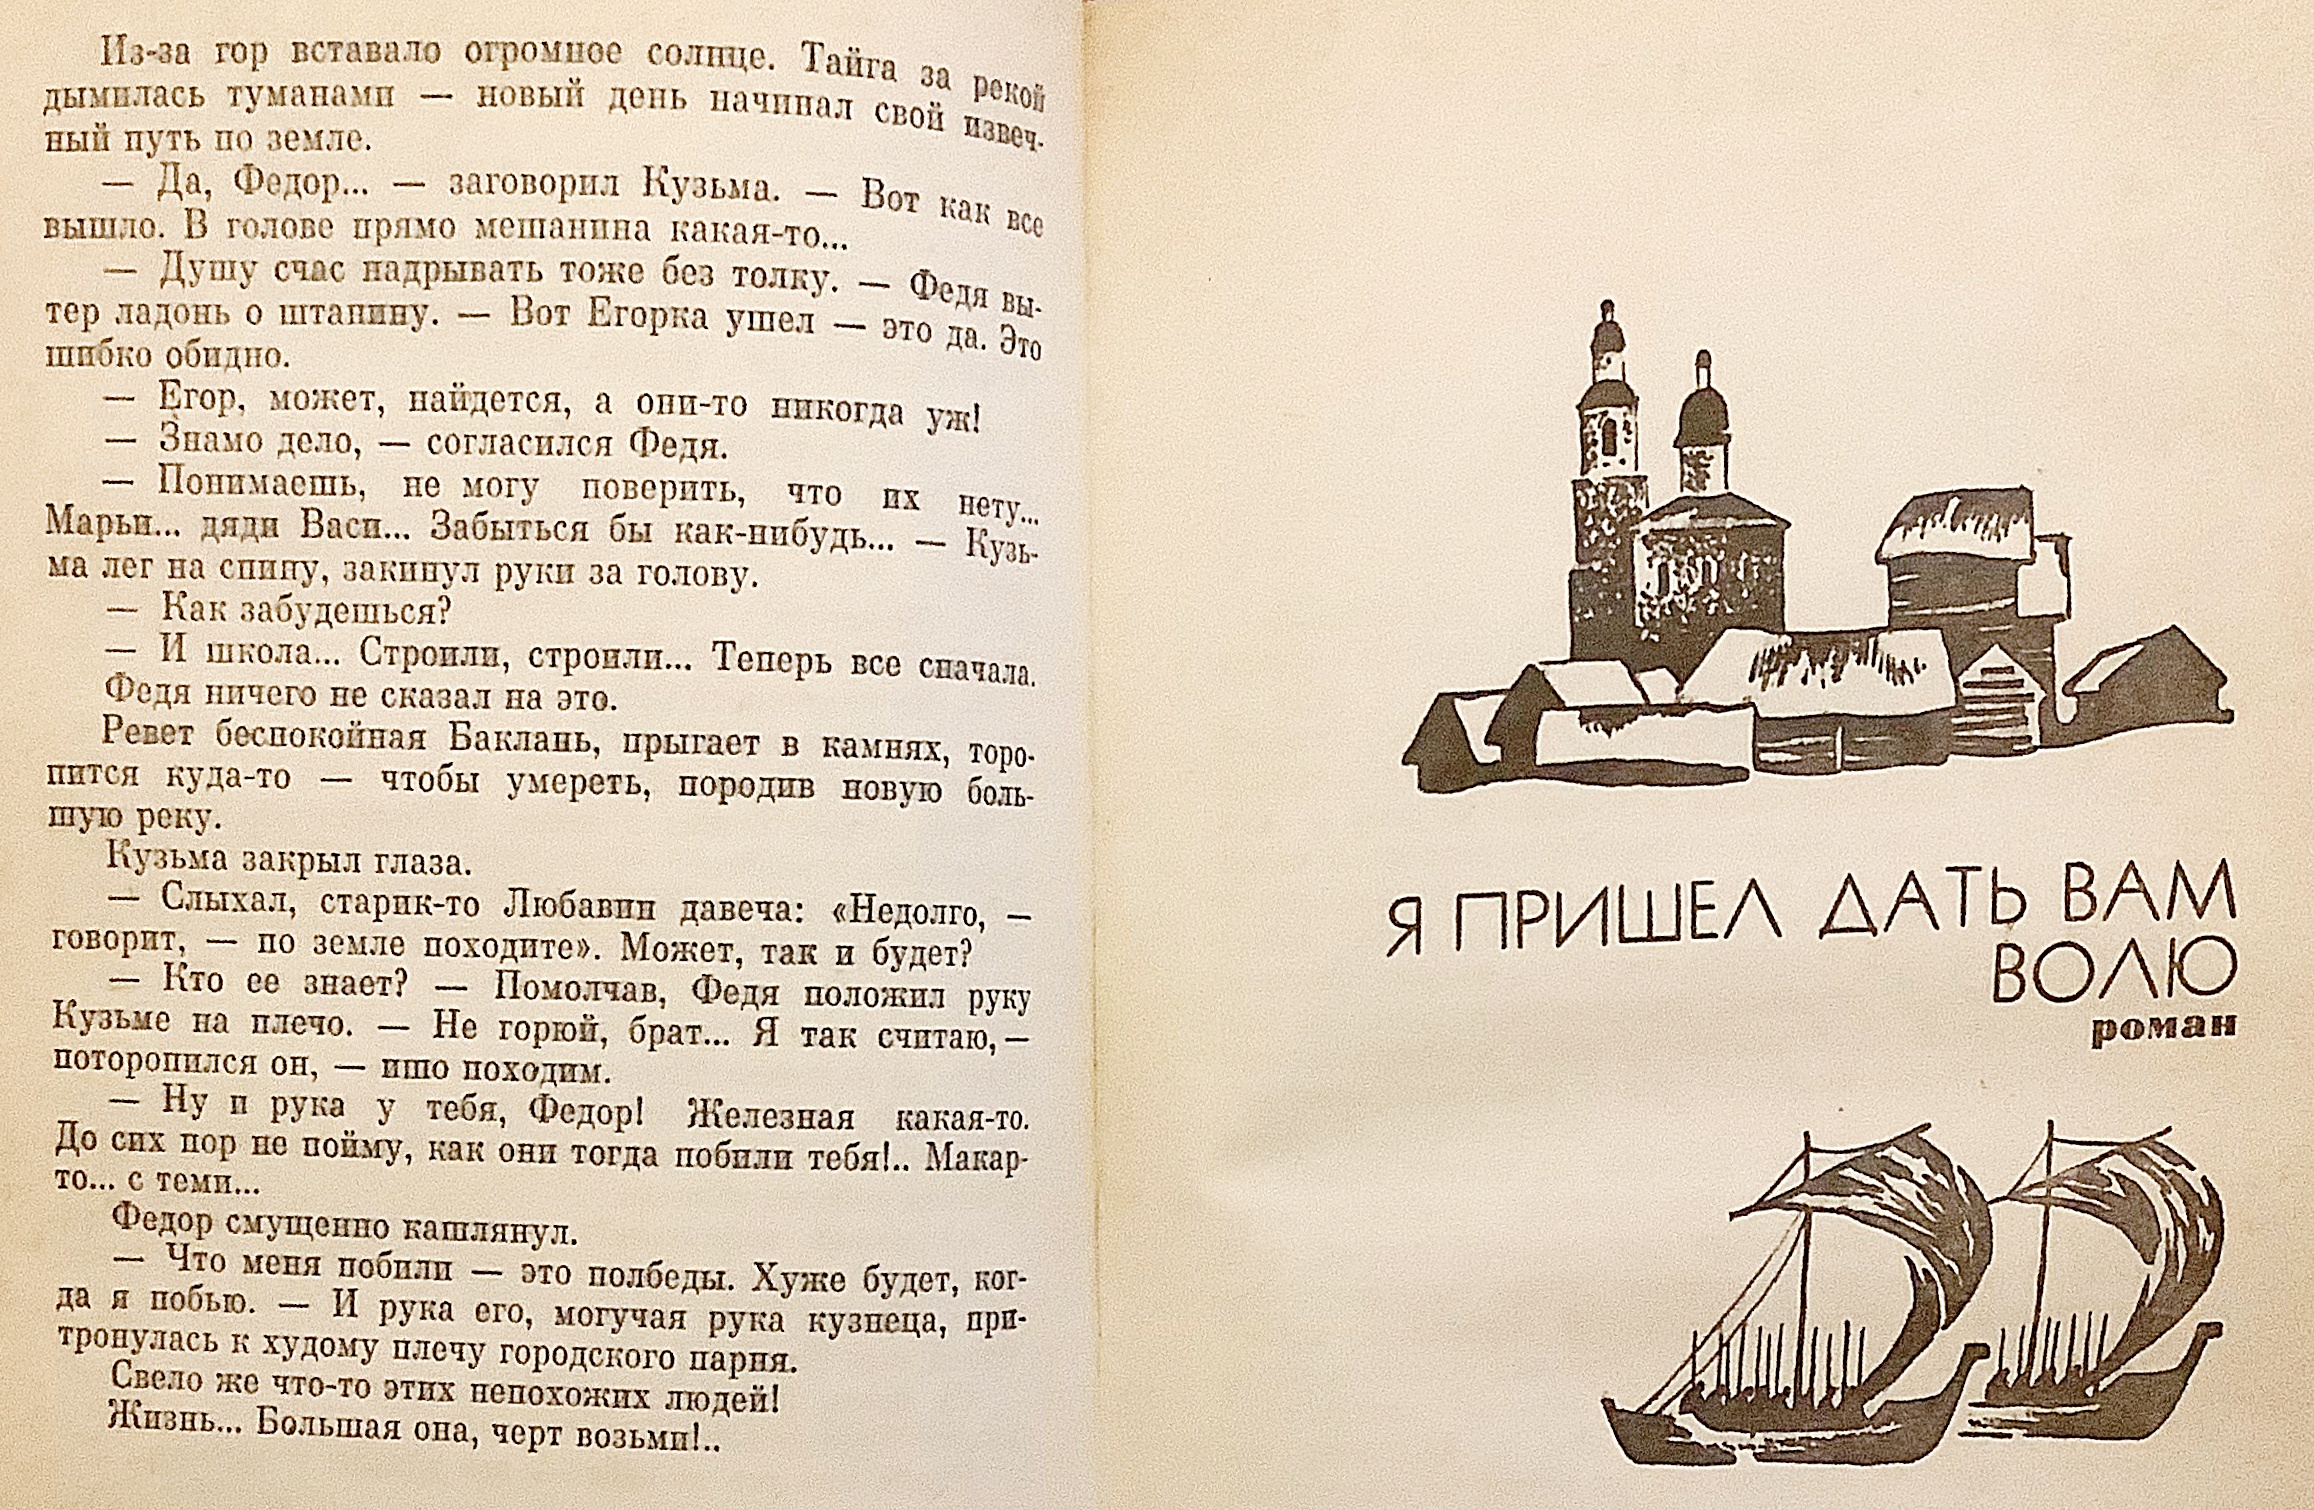 Из-за гор вставало огромное солнце. Тайга за рекой
дымилась туманами — новый день начинал свой извеч-
ный путь по земле.
— Да, Федор... — заговорил Кузьма. — Вот как все
вышло. В голове прямо мешанина какая-то...
— Душу счас надрывать тоже без толку. — Федя вы-
тер ладонь о штанину. — Вот Егорка ушел — это да. Это
шибко обидно.
— Егор, может, найдется, а они-то никогда уж!
— Знамо дело, — согласился Федя.
— Понимаешь, не могу поверить, что их нету...
Марьи... дяди Васи... Забыться бы как-нибудь... — Кузь-
ма лег на спину, закинул руки за голову.
— Как забудешься?
— И школа... Строили, строили... Теперь все сначала.
Федя ничего не сказал на это.
Ревет беспокойная Баклань, прыгает в камнях, торо-
пится куда-то — чтобы умереть, породив новую боль-
шую реку.
Кузьма закрыл глаза.
— Слыхал, старик-то Любавин давеча: «Недолго, —
говорит, — по земле походите». Может, так и будет?
— Кто ее знает? — Помолчав, Федя положил руку
Кузьме на плечо. — Не горюй, брат... Я так считаю, —
поторопился он, — ишо походим.
— Ну и рука у тебя, Федор! Железная какая-то.
До сих пор не пойму, как они тогда побили тебя!.. Макар-
то... с теми...
Федор смущенно кашлянул.
— Что меня побили — это полбеды. Хуже будет, ког-
да я побью. — И рука его, могучая рука кузнеца, при-
тронулась к худому плечу городского парня.
Свело же что-то этих непохожих людей!
Жизнь... Большая она, черт возьми!..
Я ПРИШЕЛ ДАТЬ ВАМ
ВОЛЮ
роман